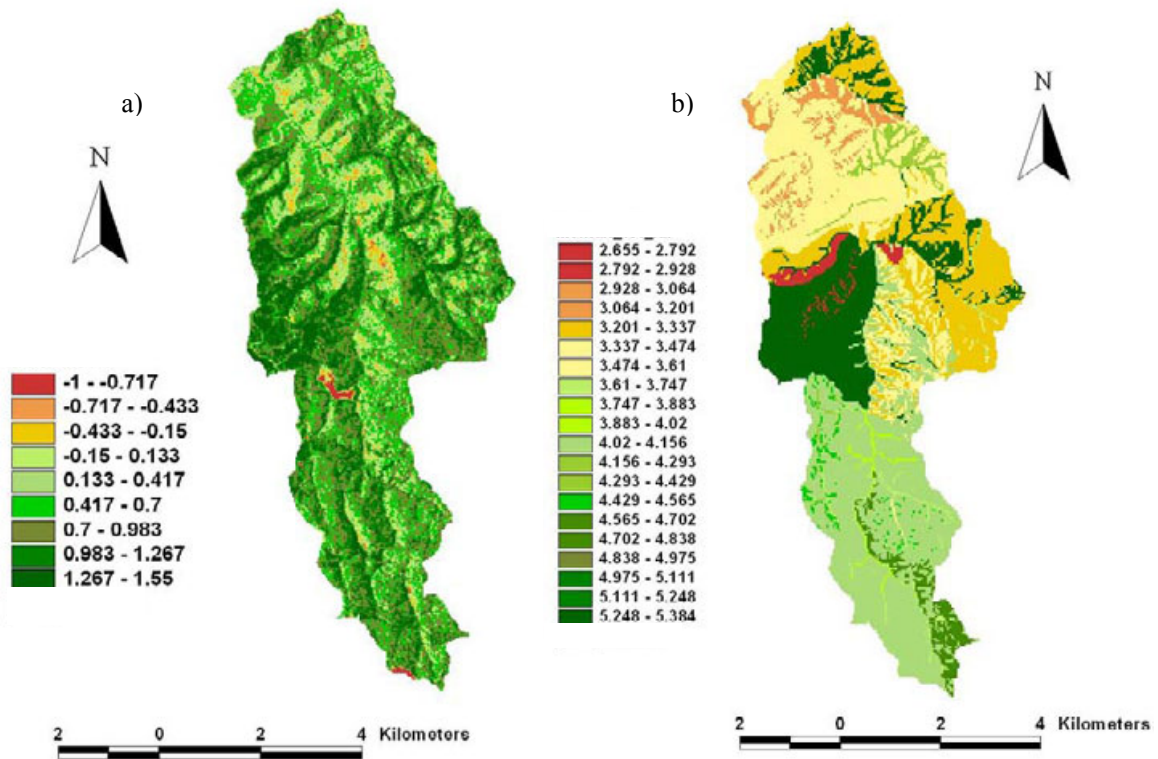 a)
N
-1 - -0.717
-0.717 - -0.433
-0.433 - -0.15
-0.15 - 0.133
0.133 - 0.417
0.417 - 0.7
0.7 - 0.983
0.983 - 1.267
1.267 - 1.55
2 0 2 4 Kilometers
b)
N
2.655 - 2.792
2.792 - 2.928
2.928 - 3.064
3.064 - 3.201
3.201 - 3.337
3.337 - 3.474
3.474 - 3.61
3.61 - 3.747
3.747 - 3.883
3.883 - 4.02
4.02 - 4.156
4.156 - 4.293
4.293 - 4.429
4.429 - 4.565
4.565 - 4.702
4.702 - 4.838
4.838 - 4.975
4.975 - 5.111
5.111 - 5.248
5.248 - 5.384
2 0 2 4 Kilometers